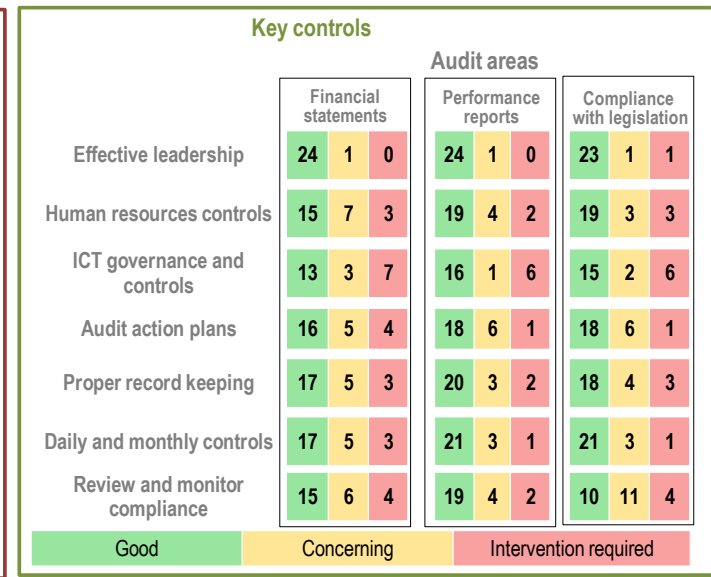 Key controls
Audit areas
Financial
statements
Performance
reports
Compliance
with legislation
Effective leadership 24 1 0 24 1 0 23 1 1
Human resources controls 15 7 3 19 4 2 19 3 3
ICT governance and
controls 13 3 7 16 1 6 15 2 6
Audit action plans 16 5 4 18 6 1 18 6 1
Proper record keeping 17 5 3 20 3 2 18 4 3
Daily and monthly controls 17 5 3 21 3 1 21 3 1
Review and monitor
compliance 15 6 4 19 4 2 10 11 4
Good Concerning Intervention required